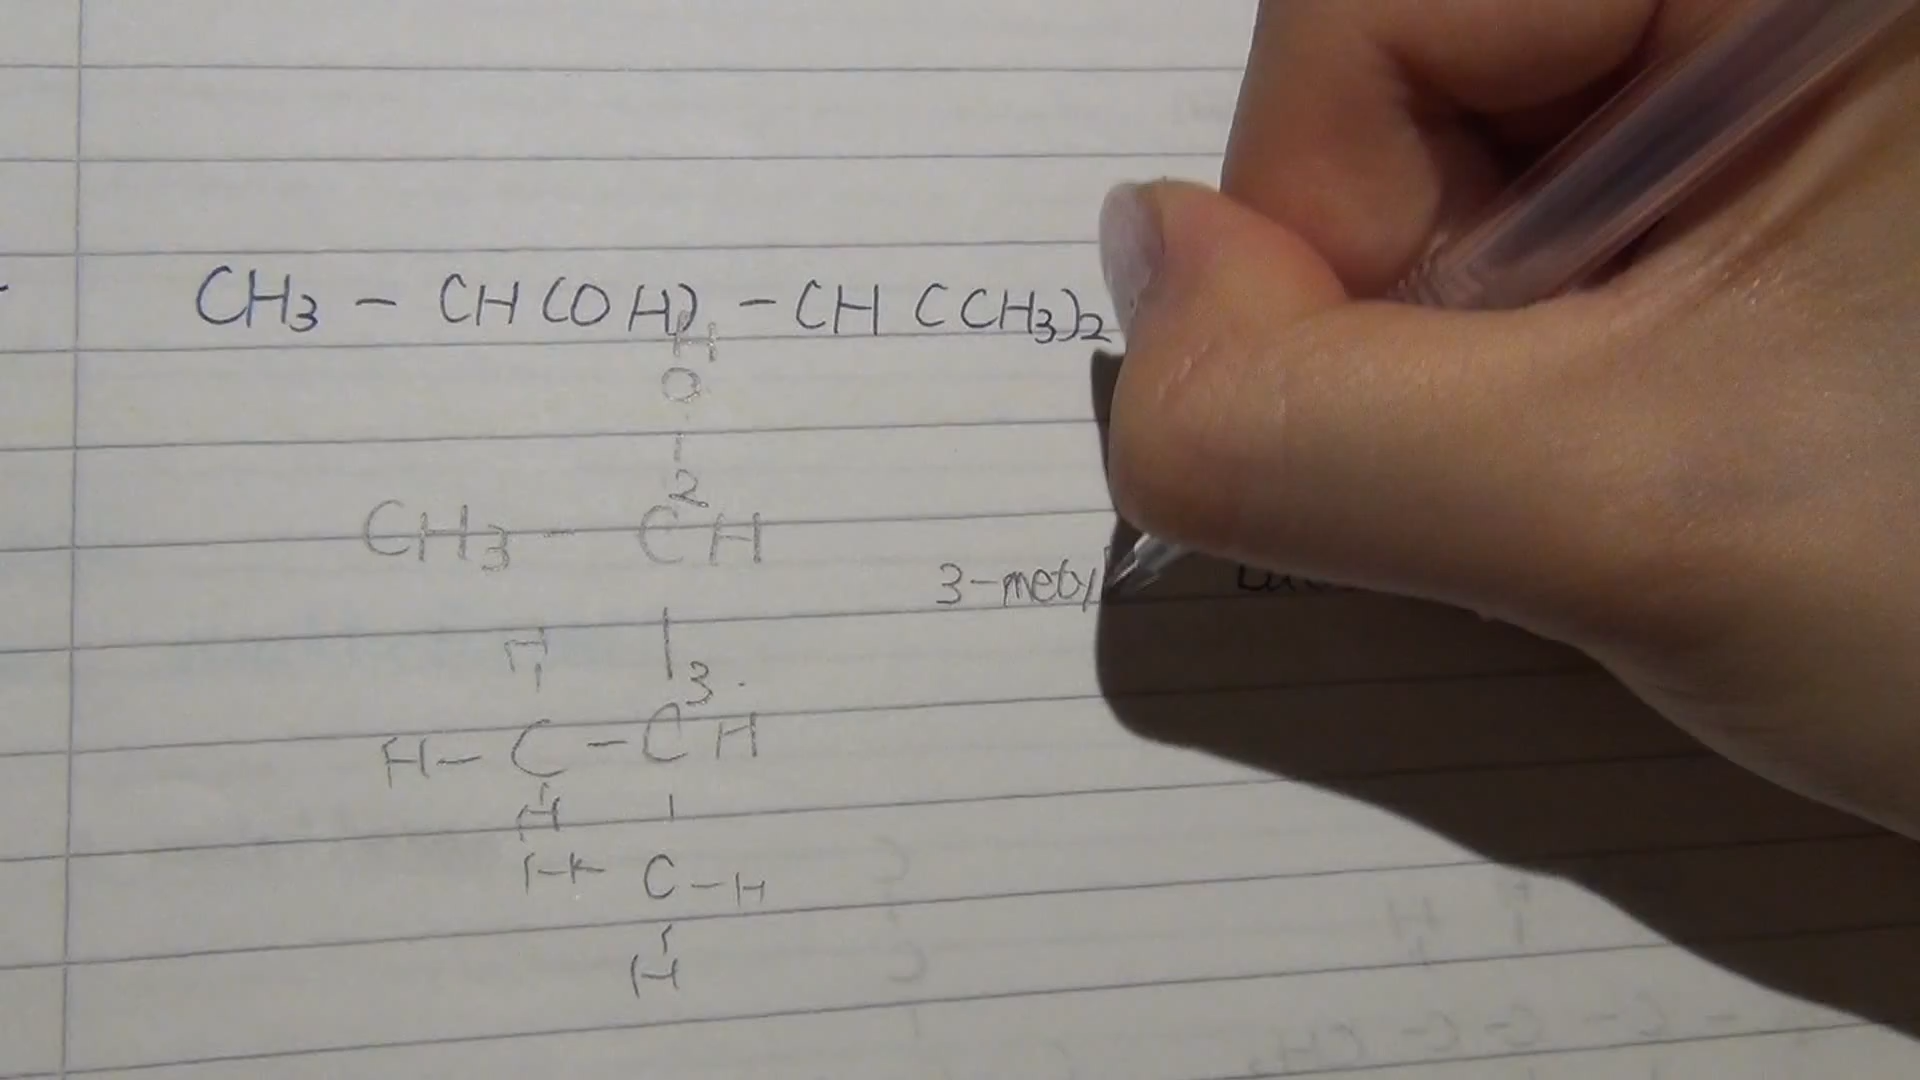 CH3 - CH(OH) - CH(CH3)2
H
O
2
CH3 - CH
3-metyl
H
3
H - C - CH
H
H - C - H
H